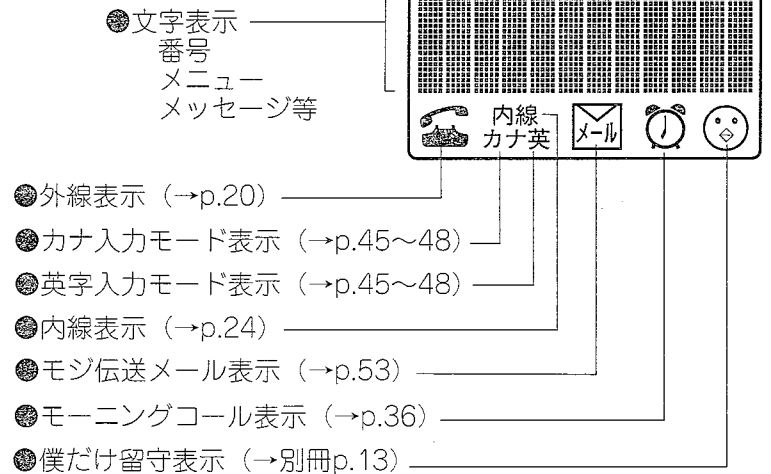 ●文字表示
番号
メニュー
メッセージ等
内線
カナ英
メール
●外線表示（→p.20）
●カナ入力モード表示（→p.45〜48）
●英字入力モード表示（→p.45〜48）
●内線表示（→p.24）
●モジ伝送メール表示（→p.53）
●モーニングコール表示（→p.36）
●僕だけ留守表示（→別冊p.13）